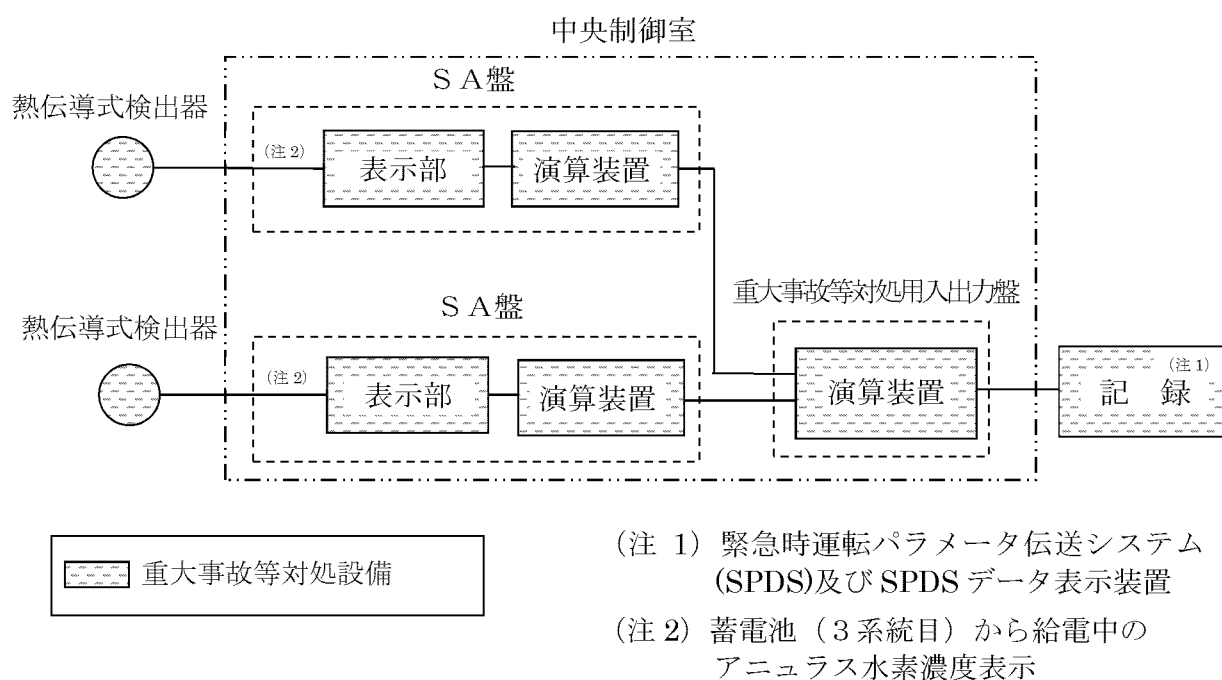 中央制御室
SA盤
熱伝導式検出器
(注2)
表示部
演算装置
SA盤
重大事故等対処用入出力盤
熱伝導式検出器
(注2)
表示部
演算装置
演算装置
(注1)
記 録
重大事故等対処設備
(注 1) 緊急時運転パラメータ伝送システム
(SPDS)及び SPDS データ表示装置
(注 2) 蓄電池(3系統目)から給電中の
アニュラス水素濃度表示